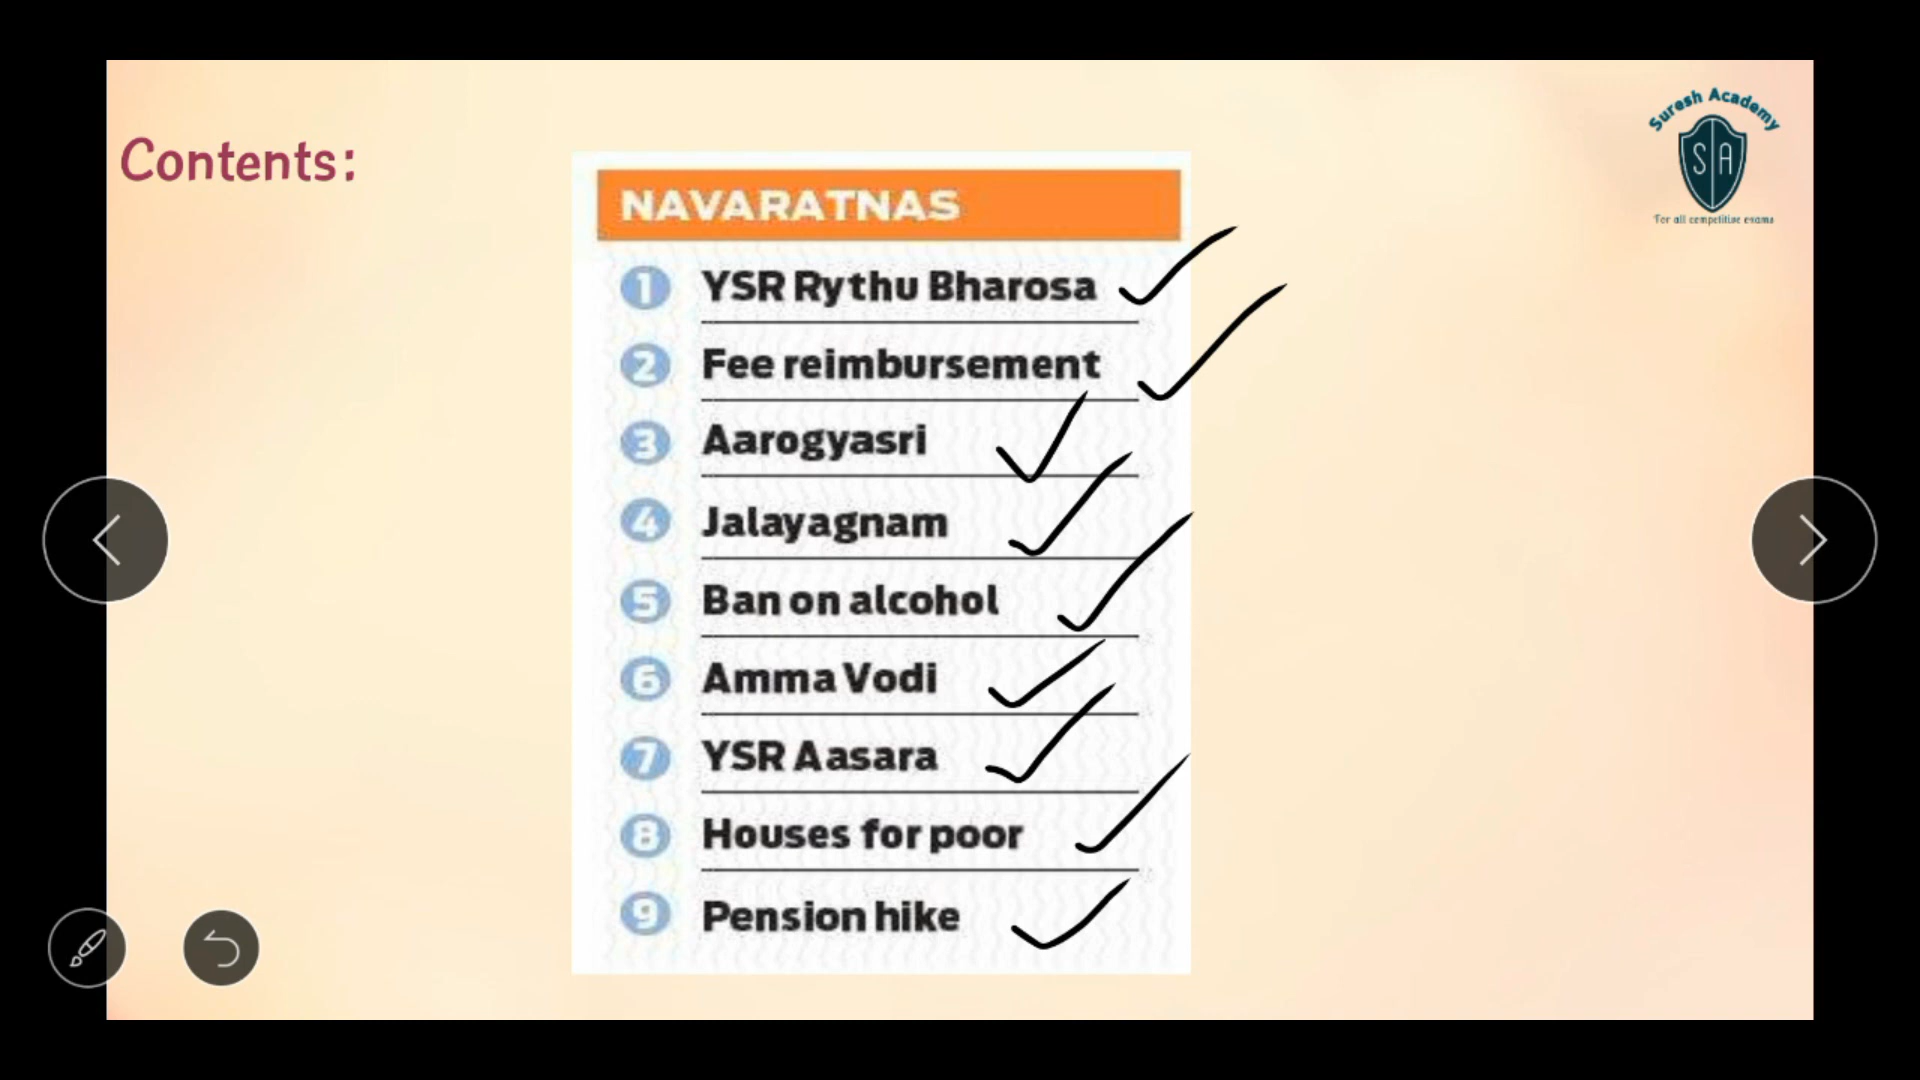 Contents:
Suresh Academy
S A
For all competitive exams
NAVARATNAS
1 YSR Rythu Bharosa
2 Fee reimbursement
3 Aarogyasri
4 Jalayagnam
5 Ban on alcohol
6 Amma Vodi
7 YSR Aasara
8 Houses for poor
9 Pension hike